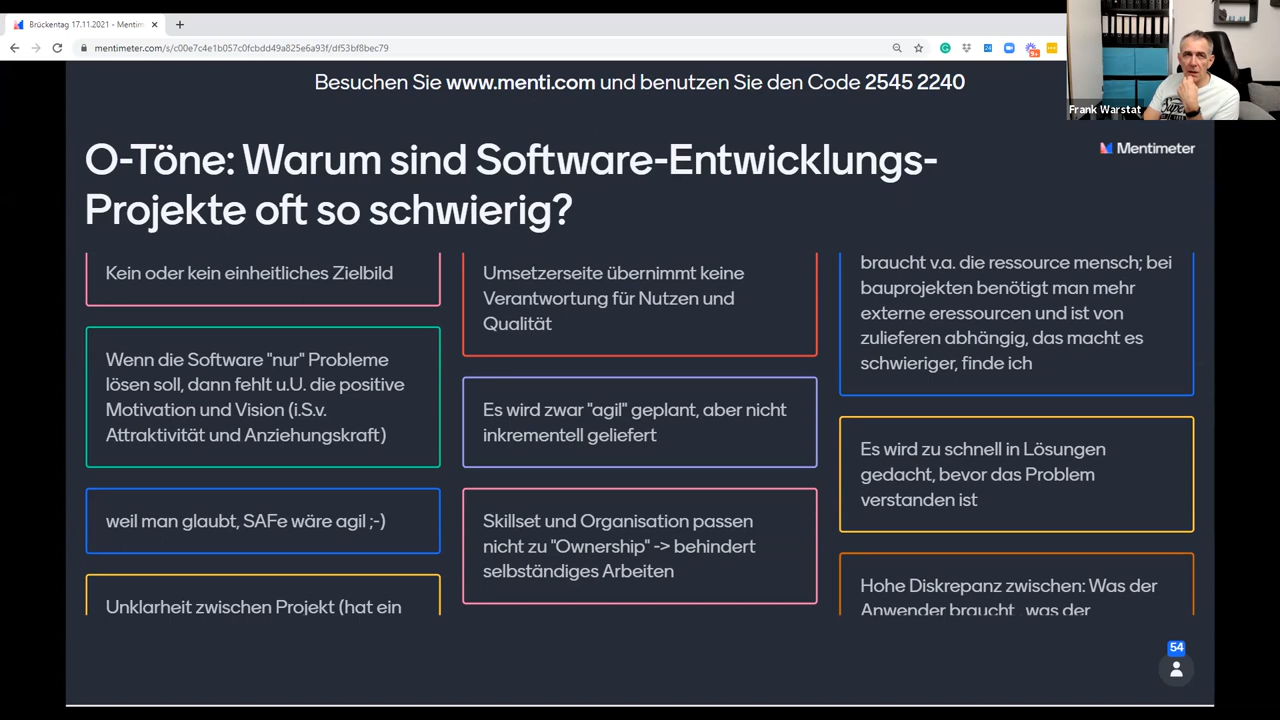 Brückentag 17.11.2021 - Mentim
mentimeter.com/s/c00e7c4e1b057c0fcbdd49a825e6a93f/df53bf8bec79
Frank Warstat
Besuchen Sie www.menti.com und benutzen Sie den Code 2545 2240
O-Töne: Warum sind Software-Entwicklungs-
Projekte oft so schwierig?
Mentimeter
Kein oder kein einheitliches Zielbild
Wenn die Software "nur" Probleme
lösen soll, dann fehlt u.U. die positive
Motivation und Vision (i.S.v.
Attraktivität und Anziehungskraft)
weil man glaubt, SAFe wäre agil ;-)
Unklarheit zwischen Projekt (hat ein
Umsetzerseite übernimmt keine
Verantwortung für Nutzen und
Qualität
Es wird zwar "agil" geplant, aber nicht
inkrementell geliefert
Skillset und Organisation passen
nicht zu "Ownership" -> behindert
selbständiges Arbeiten
braucht v.a. die ressource mensch; bei
bauprojekten benötigt man mehr
externe eressourcen und ist von
zulieferen abhängig, das macht es
schwieriger, finde ich
Es wird zu schnell in Lösungen
gedacht, bevor das Problem
verstanden ist
Hohe Diskrepanz zwischen: Was der
Anwender braucht, was der
54